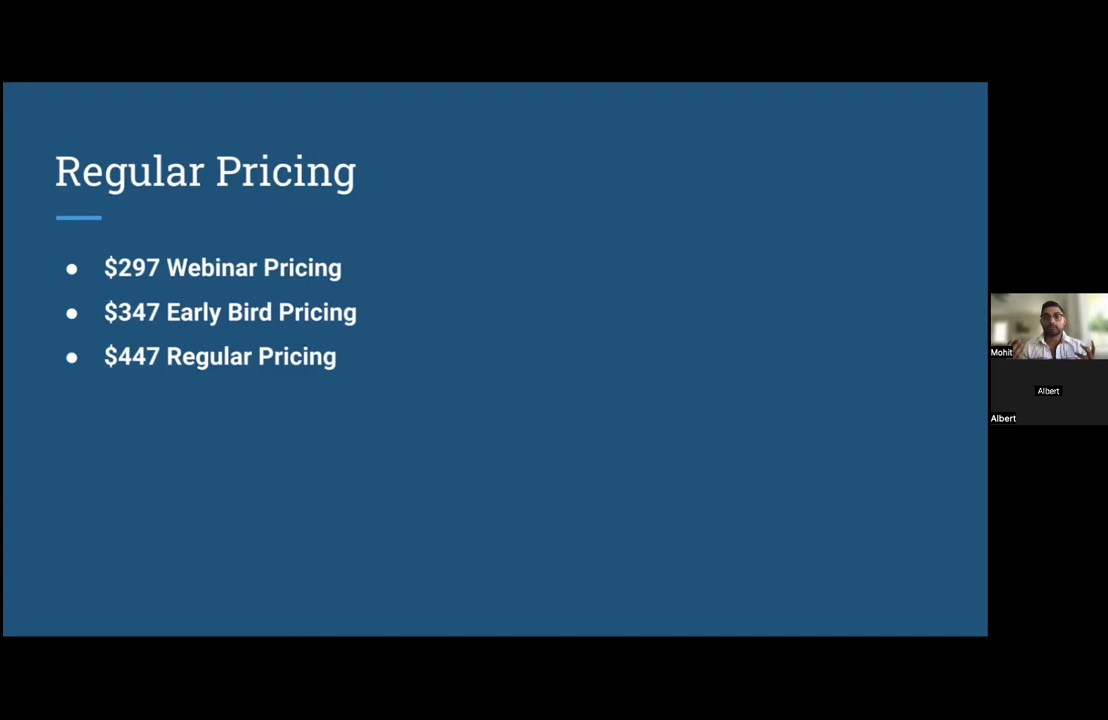 Regular Pricing
● $297 Webinar Pricing
● $347 Early Bird Pricing
● $447 Regular Pricing
Mohit
Albert
Albert